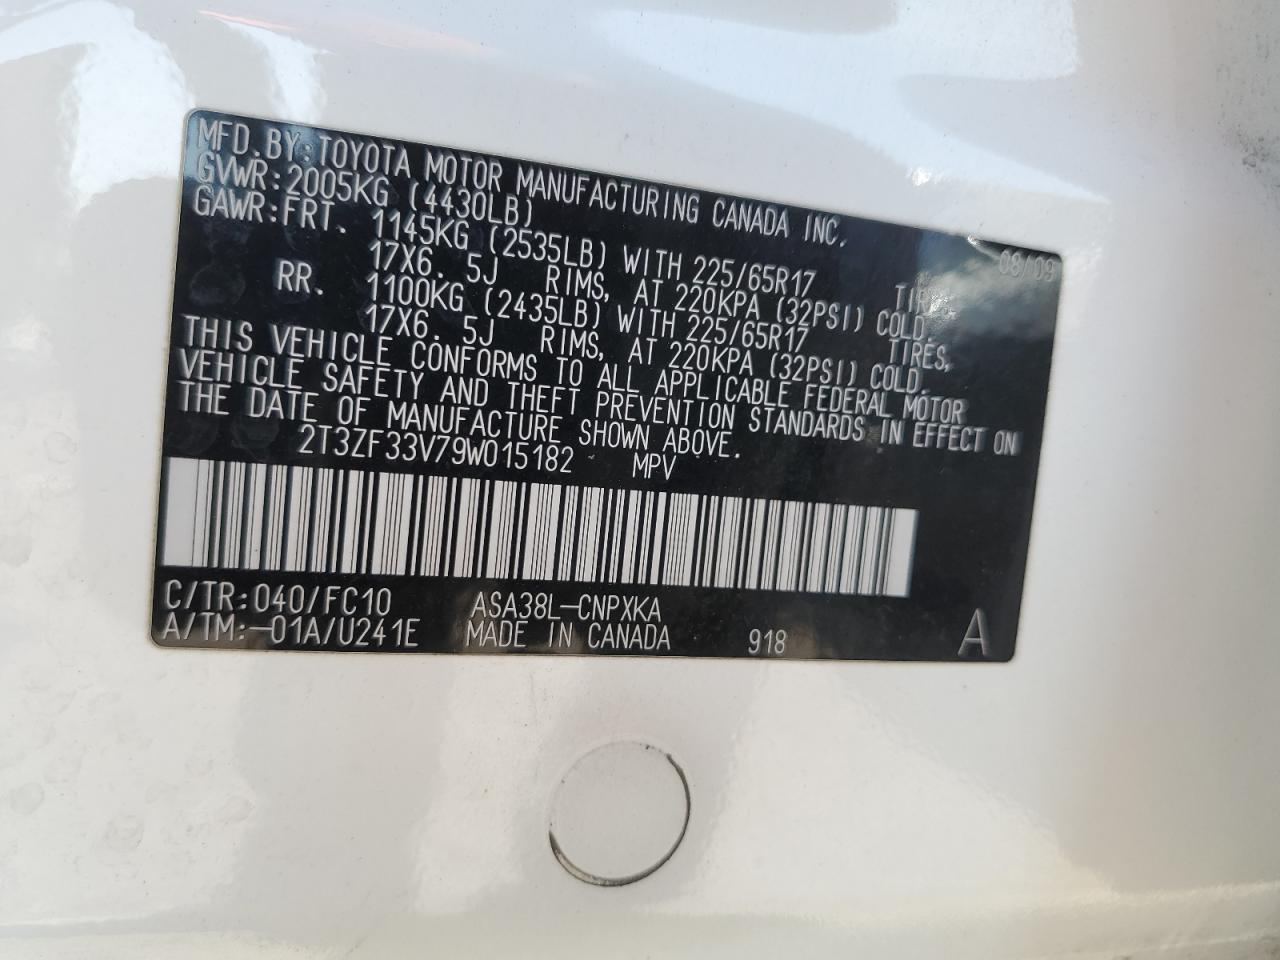 MFD.BY:TOYOTA MOTOR MANUFACTURING CANADA INC.
GVWR:2005KG (4430LB) 08/09
GAWR:FRT. 1145KG (2535LB) WITH 225/65R17
17X6. 5J RIMS, AT 220KPA (32PSI) COLD.
RR. 1100KG (2435LB) WITH 225/65R17 TIRES,
17X6. 5J RIMS, AT 220KPA (32PSI) COLD.
THIS VEHICLE CONFORMS TO ALL APPLICABLE FEDERAL MOTOR
VEHICLE SAFETY AND THEFT PREVENTION STANDARDS IN EFFECT ON
THE DATE OF MANUFACTURE SHOWN ABOVE.
2T3ZF33V79W015182 MPV
C/TR:040/FC10 ASA38L-CNPXKA
A/TM:-01A/U241E MADE IN CANADA 918 A